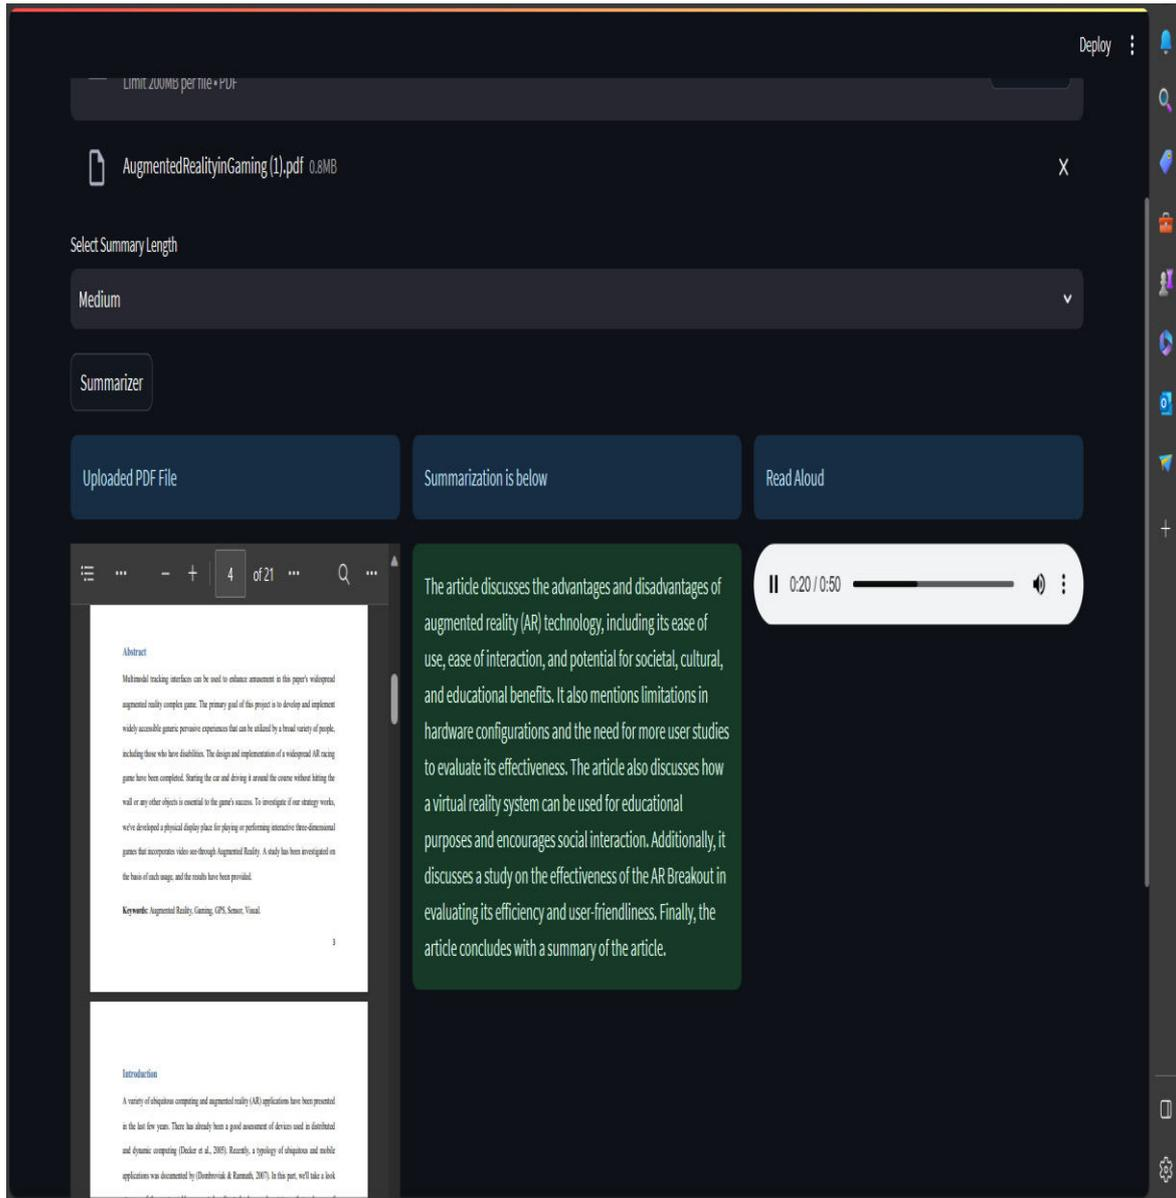 Deploy
Limit 200MB per file • PDF
AugmentedRealityinGaming (1).pdf 0.8MB
X
Select Summary Length
Medium
Summarizer
Uploaded PDF File
Summarization is below
Read Aloud
4 of 21
Abstract
Multimodal tracking interfaces can be used to enhance amusement in this paper's widespread
augmented reality complex game. The primary goal of this project is to develop and implement
widely accessible generic pervasive experiences that can be utilized by a broad variety of people,
including those who have disabilities. The design and implementation of a widespread AR racing
game have been completed. Starting the car and driving it around the course without hitting the
wall or any other objects is essential to the game's success. To investigate if our strategy works,
we've developed a physical display place for playing or performing interactive three-dimensional
games that incorporates video see-through Augmented Reality. A study has been investigated on
the basis of each usage, and the results have been provided.
Keywords: Augmented Reality, Gaming, GPS, Sensor, Visual.
3
Introduction
A variety of ubiquitous computing and augmented reality (AR) applications have been presented
in the last few years. There has already been a good assessment of devices used in distributed
and dynamic computing (Decker et al., 2005). Recently, a typology of ubiquitous and mobile
applications was documented by (Dombroviak & Ramnath, 2007). In this part, we'll take a look
The article discusses the advantages and disadvantages of
augmented reality (AR) technology, including its ease of
use, ease of interaction, and potential for societal, cultural,
and educational benefits. It also mentions limitations in
hardware configurations and the need for more user studies
to evaluate its effectiveness. The article also discusses how
a virtual reality system can be used for educational
purposes and encourages social interaction. Additionally, it
discusses a study on the effectiveness of the AR Breakout in
evaluating its efficiency and user-friendliness. Finally, the
article concludes with a summary of the article.
0:20 / 0:50